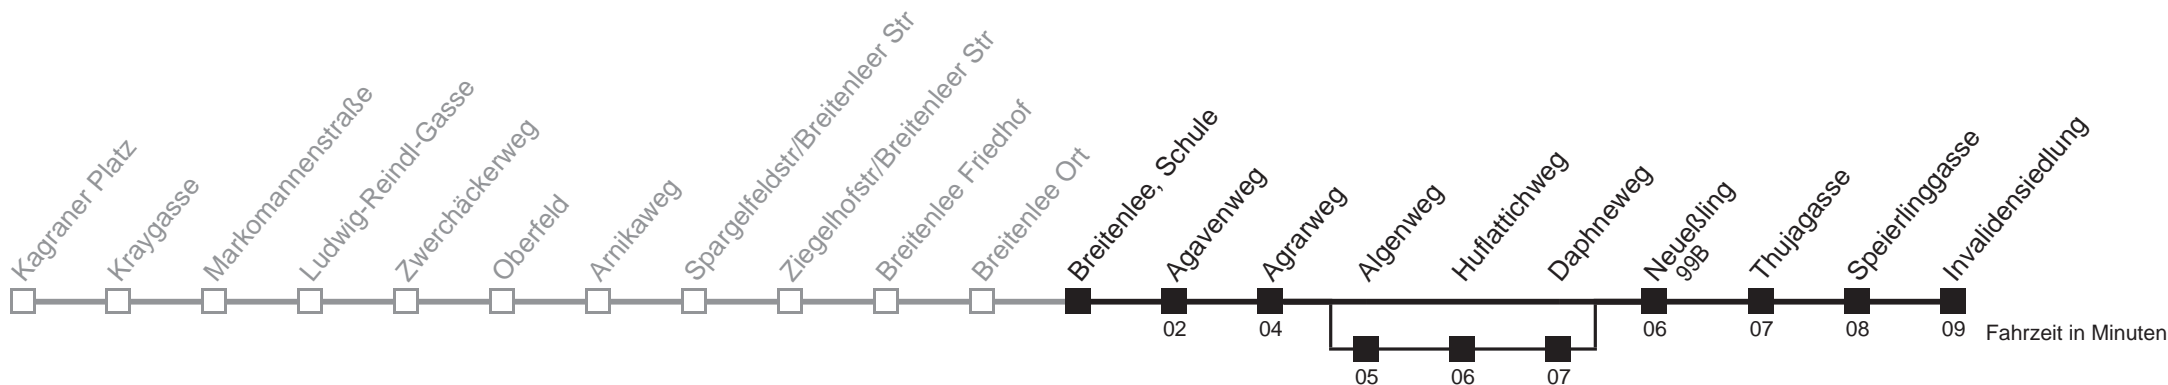 Kagraner Platz
Kraygasse
Markomannenstraße
Ludwig-Reindl-Gasse
Zwerchäckerweg
Oberfeld
Arnikaweg
Spargelfeldstr/Breitenleer Str
Ziegelhofstr/Breitenleer Str
Breitenlee Friedhof
Breitenlee Ort
Breitenlee, Schule
Agavenweg
Agrarweg
Algenweg
Huflattichweg
Daphneweg
Neueßling
99B
Thujagasse
Speierlinggasse
Invalidensiedlung
02 04 06 07 08 09 Fahrzeit in Minuten
05 06 07